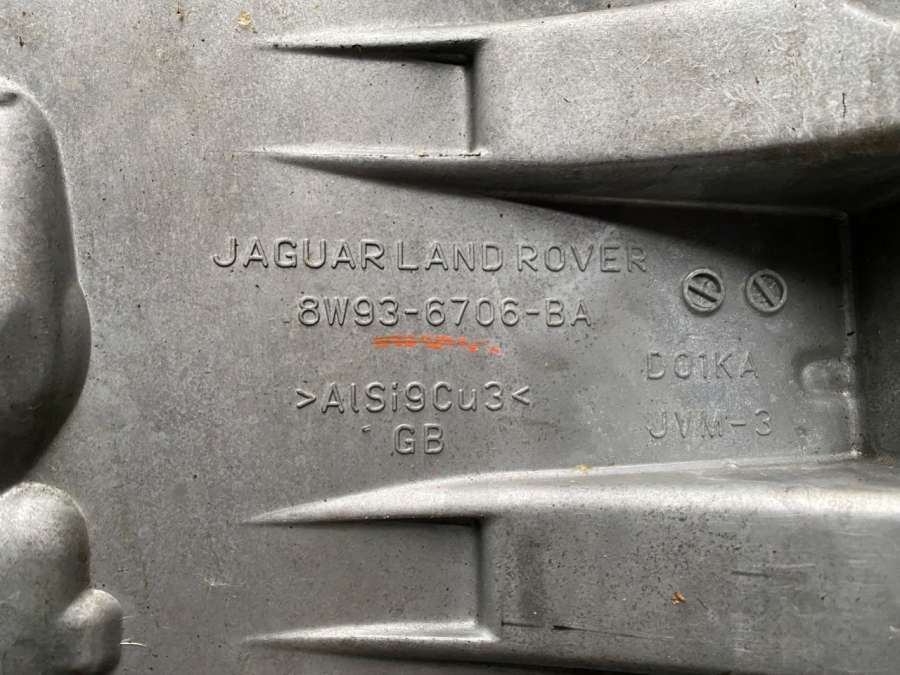 JAGUAR LAND ROVER
8W93-6706-BA
>AlSi9Cu3<
GB
D01KA
JVM-3